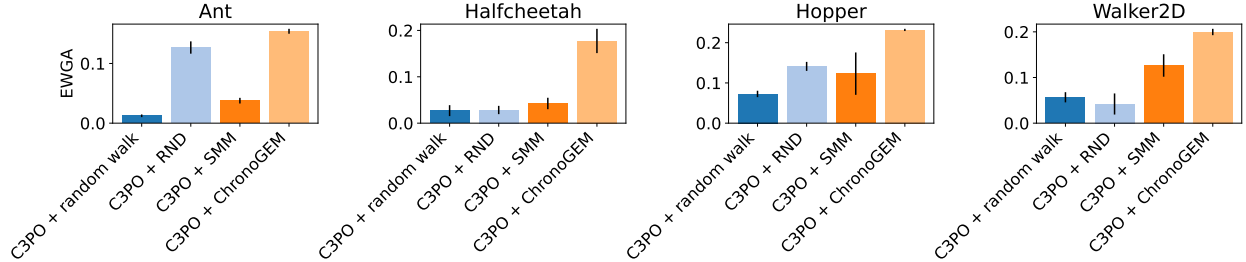 Ant
Halfcheetah
Hopper
Walker2D
EWGA
0.1
0.0
0.2
0.1
0.0
0.2
0.1
0.0
0.2
0.1
0.0
C3PO + random walk
C3PO + RND
C3PO + SMM
C3PO + ChronoGEM
C3PO + random walk
C3PO + RND
C3PO + SMM
C3PO + ChronoGEM
C3PO + random walk
C3PO + RND
C3PO + SMM
C3PO + ChronoGEM
C3PO + random walk
C3PO + RND
C3PO + SMM
C3PO + ChronoGEM